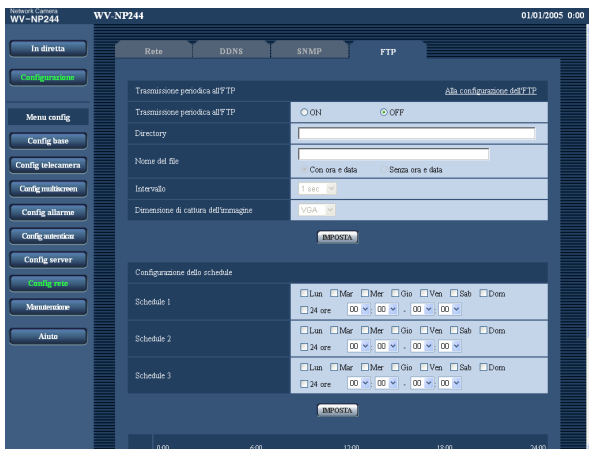 Network Camera
WV-NP244
WV-NP244
01/01/2005 0:00
In diretta
Configurazione
Menu config
Config base
Config telecamera
Config multiscreen
Config allarme
Config autenticaz
Config server
Config rete
Manutenzione
Aiuto
Rete
DDNS
SNMP
FTP
Trasmissione periodica all'FTP
Alla configurazione dell'FTP
Trasmissione periodica all'FTP
ON
OFF
Directory
Nome del file
Con ora e data
Senza ora e data
Intervallo
1 sec
Dimensione di cattura dell'immagine
VGA
IMPOSTA
Configurazione dello schedule
Schedule 1
Lun Mar Mer Gio Ven Sab Dom
24 ore 00 : 00 - 00 : 00
Schedule 2
Lun Mar Mer Gio Ven Sab Dom
24 ore 00 : 00 - 00 : 00
Schedule 3
Lun Mar Mer Gio Ven Sab Dom
24 ore 00 : 00 - 00 : 00
IMPOSTA
0:00 6:00 12:00 18:00 24:00